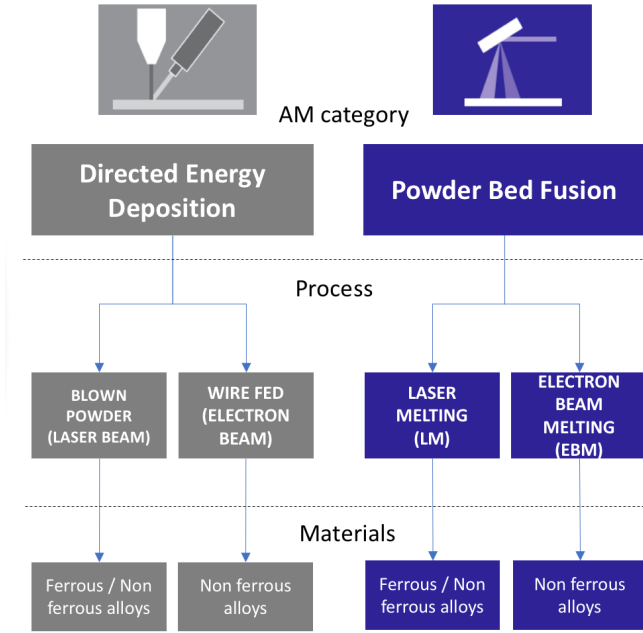 AM category
Directed Energy
Deposition
Powder Bed Fusion
Process
BLOWN
POWDER
(LASER BEAM)
WIRE FED
(ELECTRON
BEAM)
LASER
MELTING
(LM)
ELECTRON
BEAM
MELTING
(EBM)
Materials
Ferrous / Non
ferrous alloys
Non ferrous
alloys
Ferrous / Non
ferrous alloys
Non ferrous
alloys